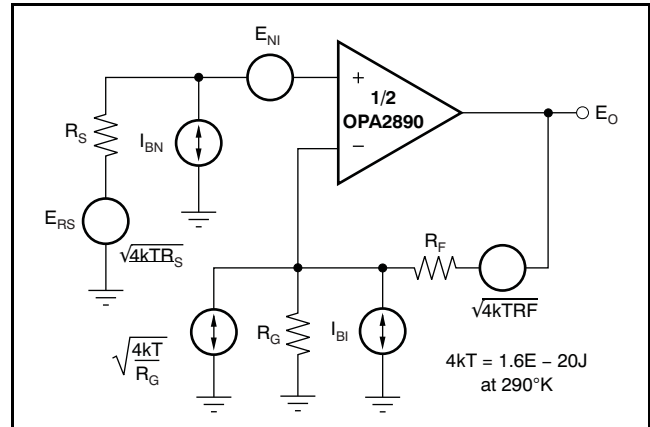 E_NI
+
1/2
OPA2890
−
E_O
R_S
I_BN
E_RS
√4kTR_S
R_F
√4kTRF
√4kT/R_G
R_G
I_BI
4kT = 1.6E − 20J
at 290°K